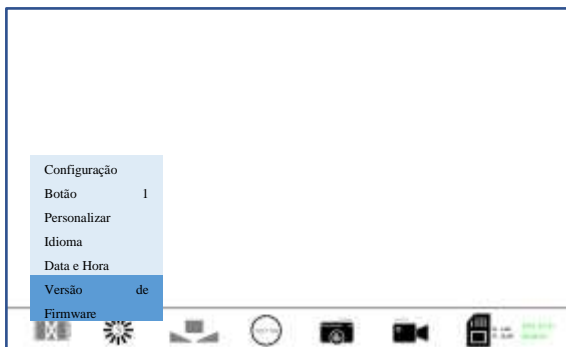 Configuração
Botão 1
Personalizar
Idioma
Data e Hora
Versão de
Firmware